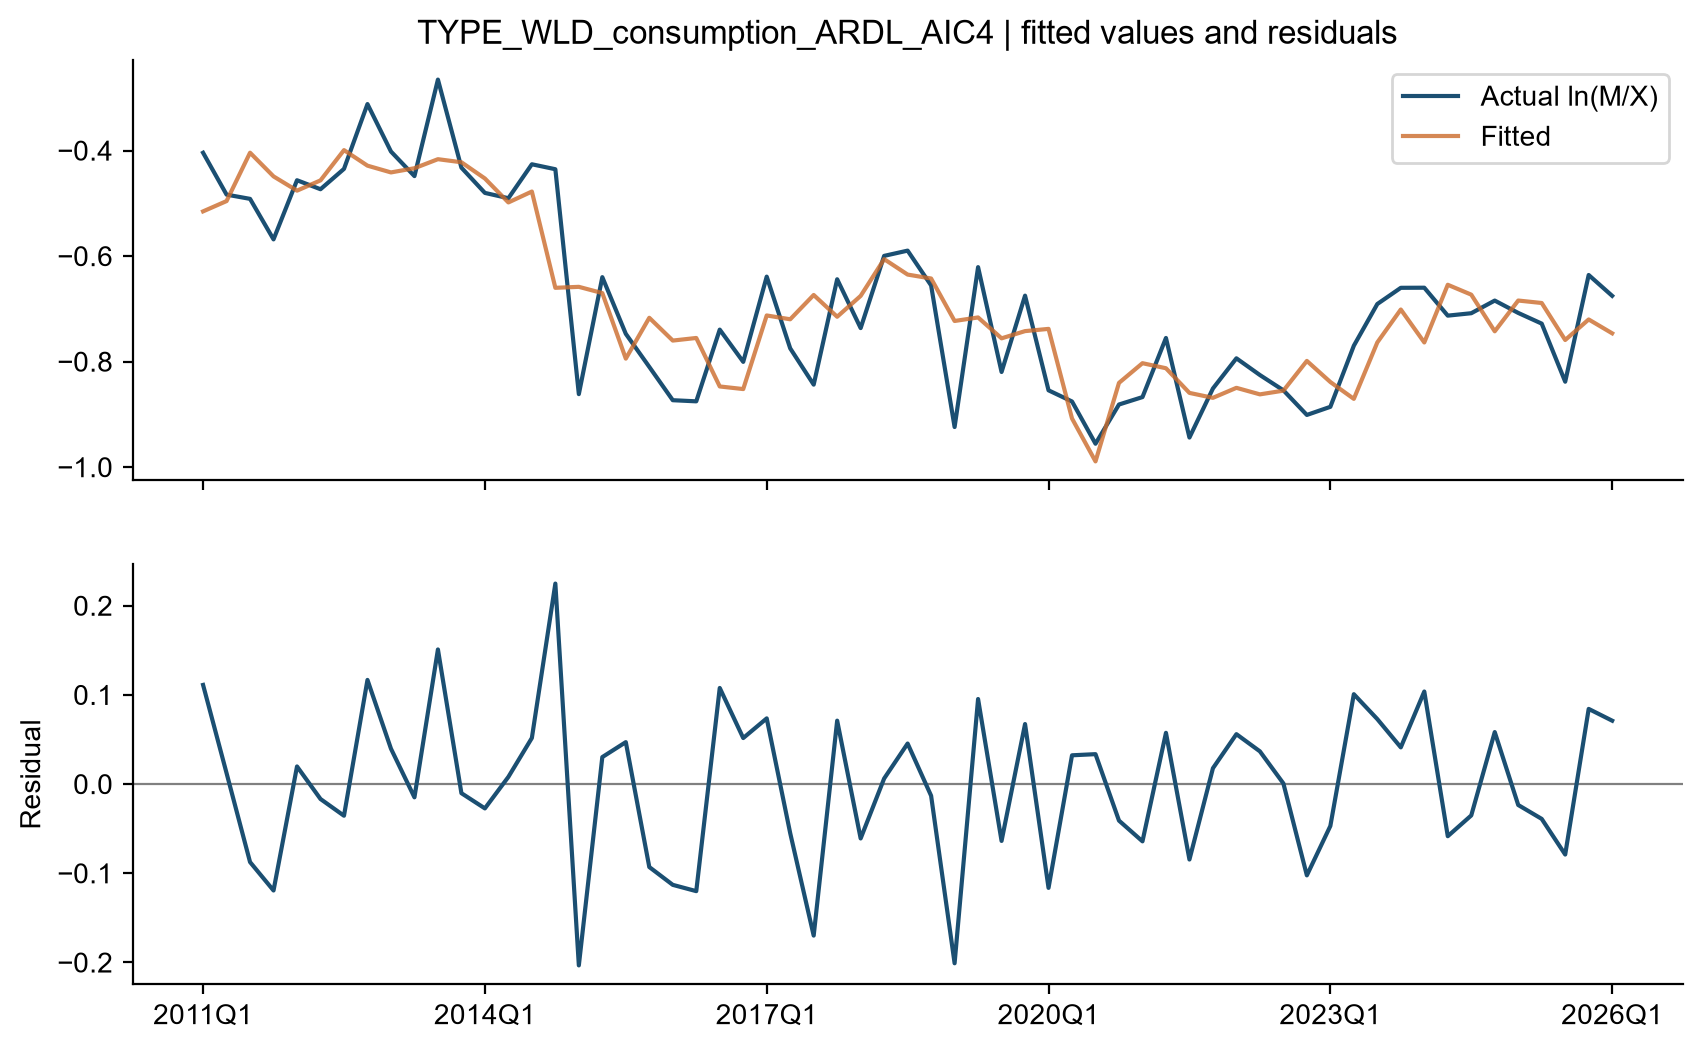 TYPE_WLD_consumption_ARDL_AIC4 | fitted values and residuals
Actual ln(M/X)
Fitted
−0.4
−0.6
−0.8
−1.0
Residual
0.2
0.1
0.0
−0.1
−0.2
2011Q1
2014Q1
2017Q1
2020Q1
2023Q1
2026Q1